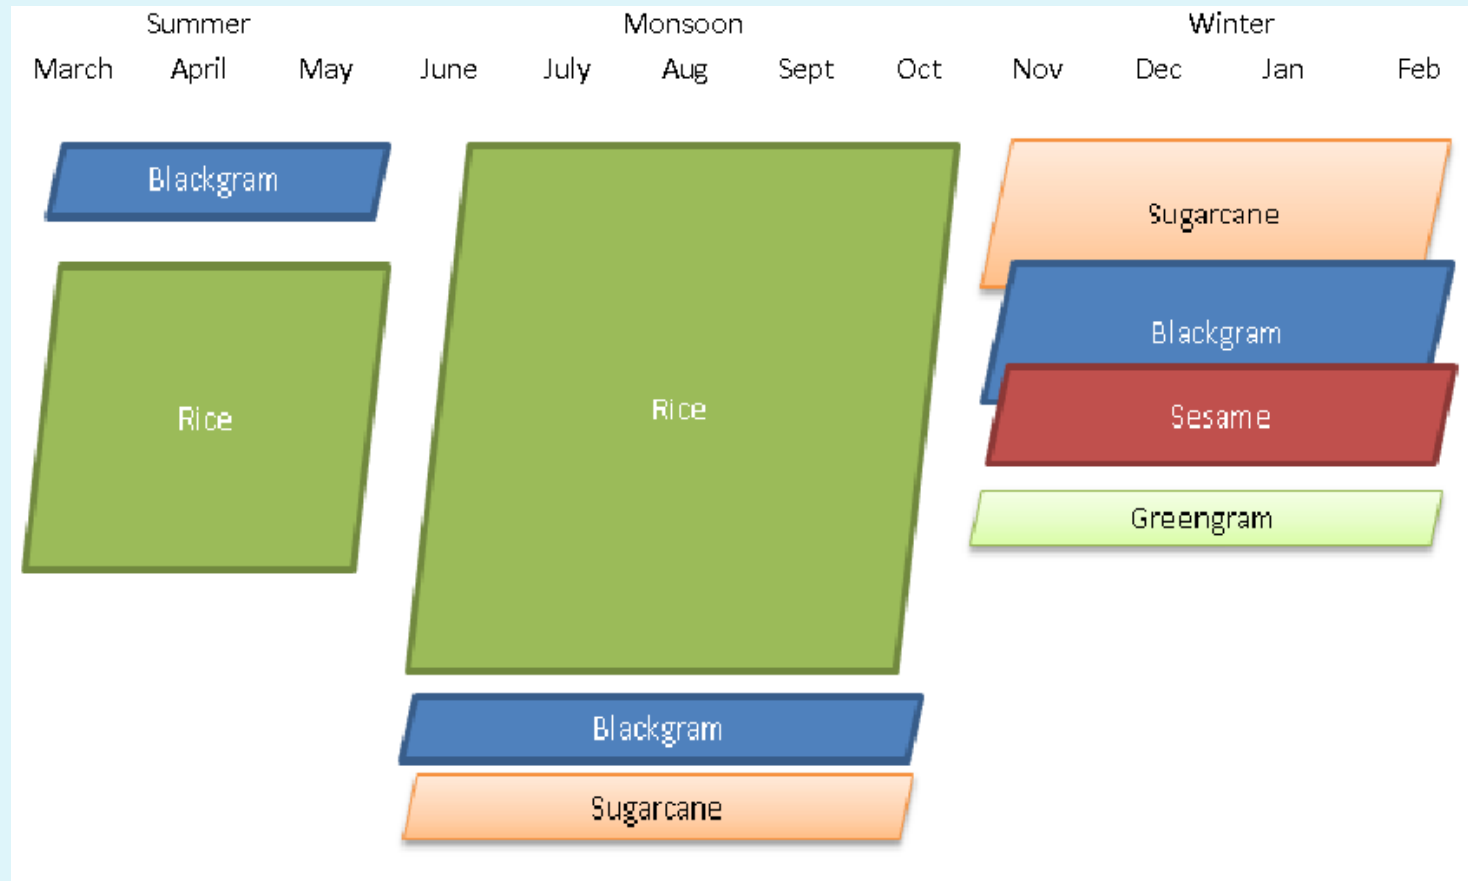 Summer Monsoon Winter
March April May June July Aug Sept Oct Nov Dec Jan Feb
Blackgram
Rice
Rice
Blackgram
Sugarcane
Sugarcane
Blackgram
Sesame
Greengram